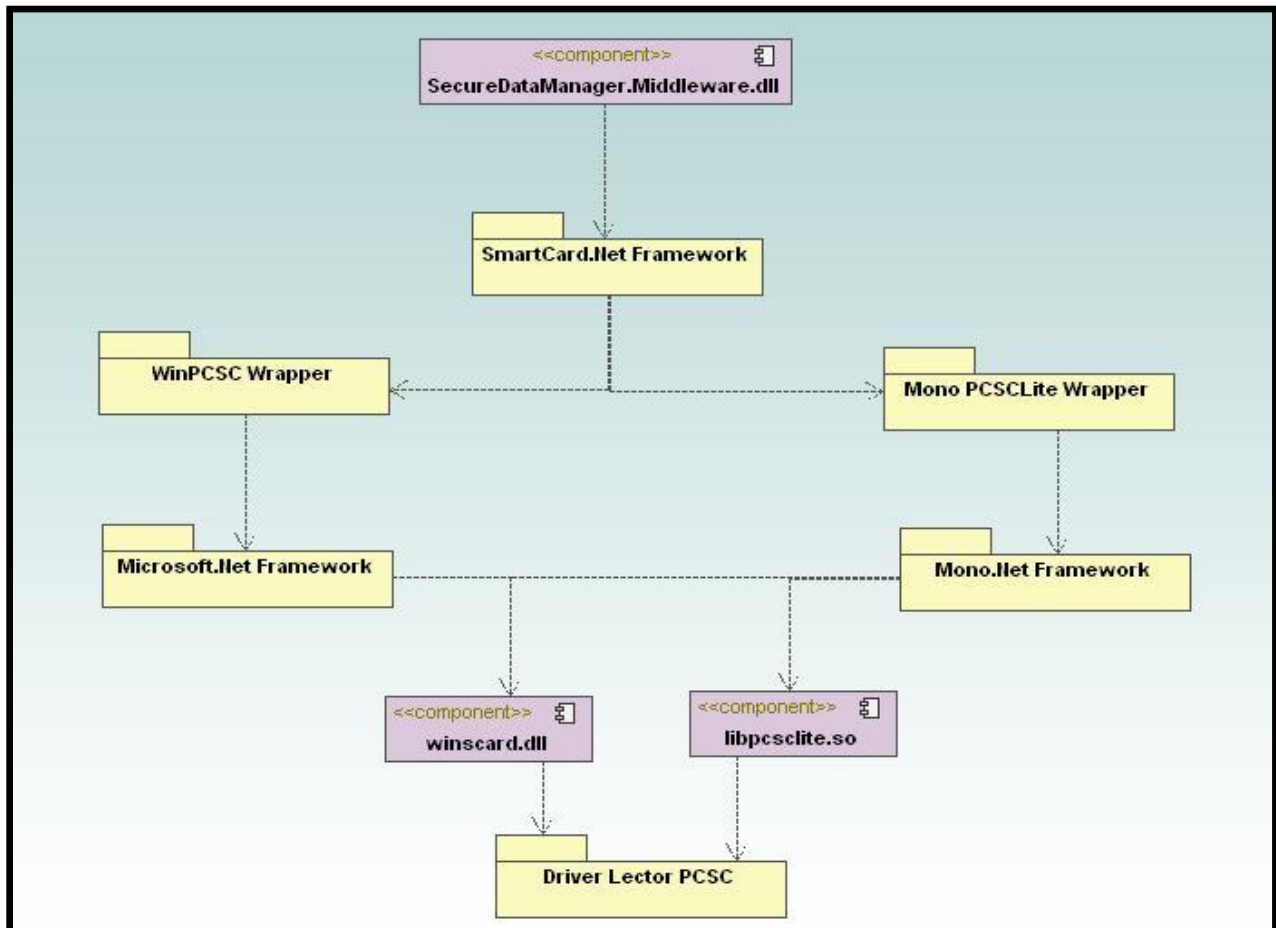 <<component>>
SecureDataManager.Middleware.dll
SmartCard.Net Framework
WinPCSC Wrapper
Mono PCSCLite Wrapper
Microsoft.Net Framework
Mono.Net Framework
<<component>>
winscard.dll
<<component>>
libpcsclite.so
Driver Lector PCSC